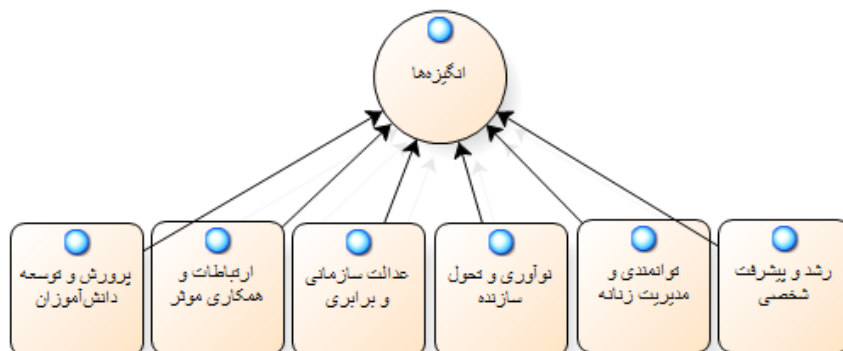 انگیزه‌ها
رشد و پیشرفت
شخصی
توانمندی و
مدیریت زنانه
نوآوری و تحول
سازنده
عدالت سازمانی
و برابری
ارتباطات و
همکاری موثر
پرورش و توسعه
دانش‌آموزان